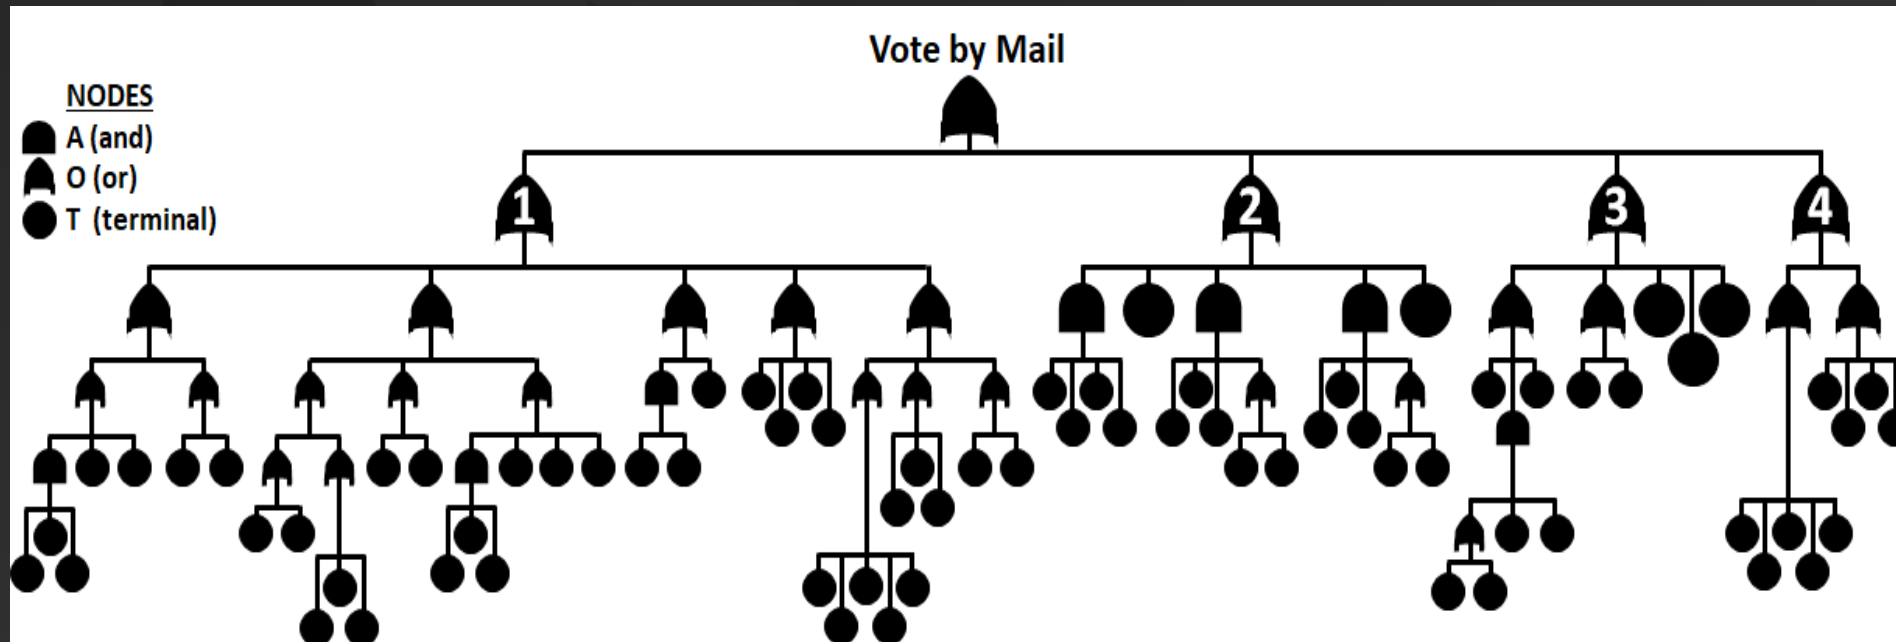 Vote by Mail
NODES
A (and)
O (or)
T (terminal)
1
2
3
4